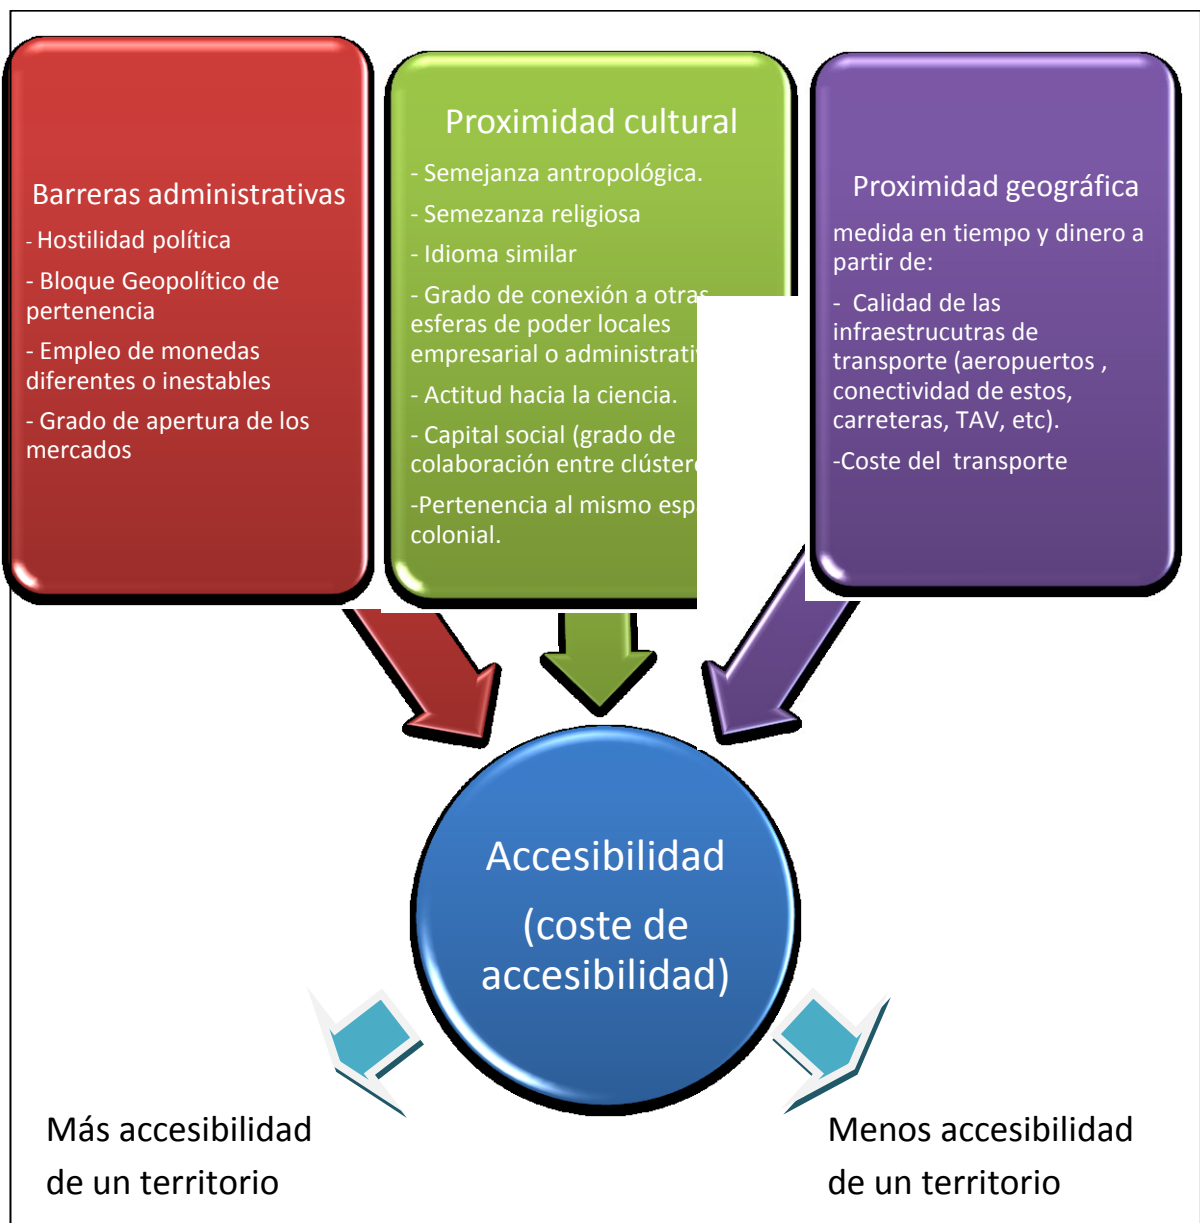 Barreras administrativas
- Hostilidad política
- Bloque Geopolítico de
pertenencia
- Empleo de monedas
diferentes o inestables
- Grado de apertura de los
mercados
Proximidad cultural
- Semejanza antropológica.
- Semezanza religiosa
- Idioma similar
- Grado de conexión a otras
esferas de poder locales
empresarial o
- Actitud hacia la ciencia.
- Capital social (grado de
colaboración entre
-Pertenencia al mismo
colonial.
Proximidad geográfica
medida en tiempo y dinero a
partir de:
- Calidad de las
infraestrucutras de
transporte (aeropuertos ,
conectividad de estos,
carreteras, TAV, etc).
-Coste del transporte
Accesibilidad
(coste de
accesibilidad)
Más accesibilidad
de un territorio
Menos accesibilidad
de un territorio